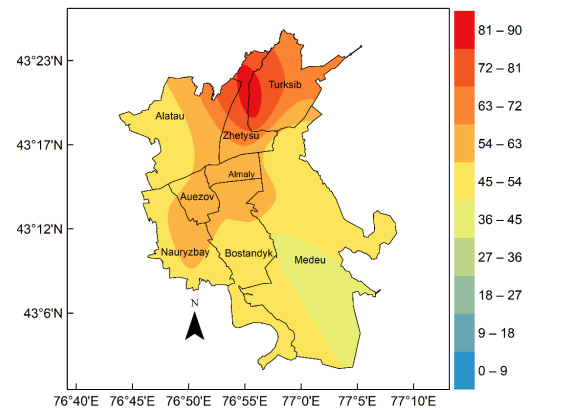 43°23'N
43°17'N
43°12'N
43°6'N
Turksib
Alatau
Zhetysu
Almaly
Auezov
Nauryzbay
Bostandyk
Medeu
N
76°40'E
76°45'E
76°50'E
76°55'E
77°0'E
77°5'E
77°10'E
81 – 90
72 – 81
63 – 72
54 – 63
45 – 54
36 – 45
27 – 36
18 – 27
9 – 18
0 – 9